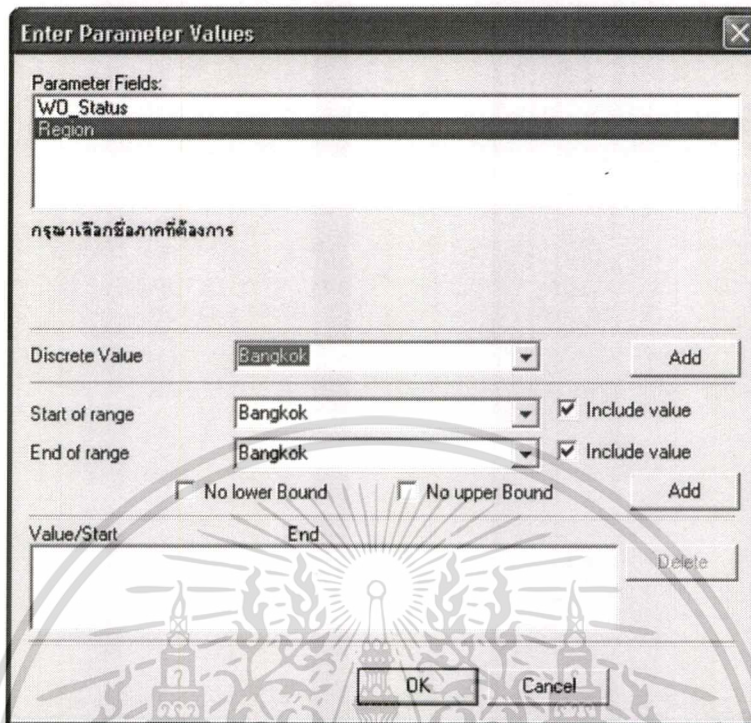 Enter Parameter Values
Parameter Fields:
WO_Status
Region
กรุณาเลือกชื่อภาคที่ต้องการ
Discrete Value Bangkok Add
Start of range Bangkok Include value
End of range Bangkok Include value
No lower Bound No upper Bound Add
Value/Start End
Delete
OK Cancel